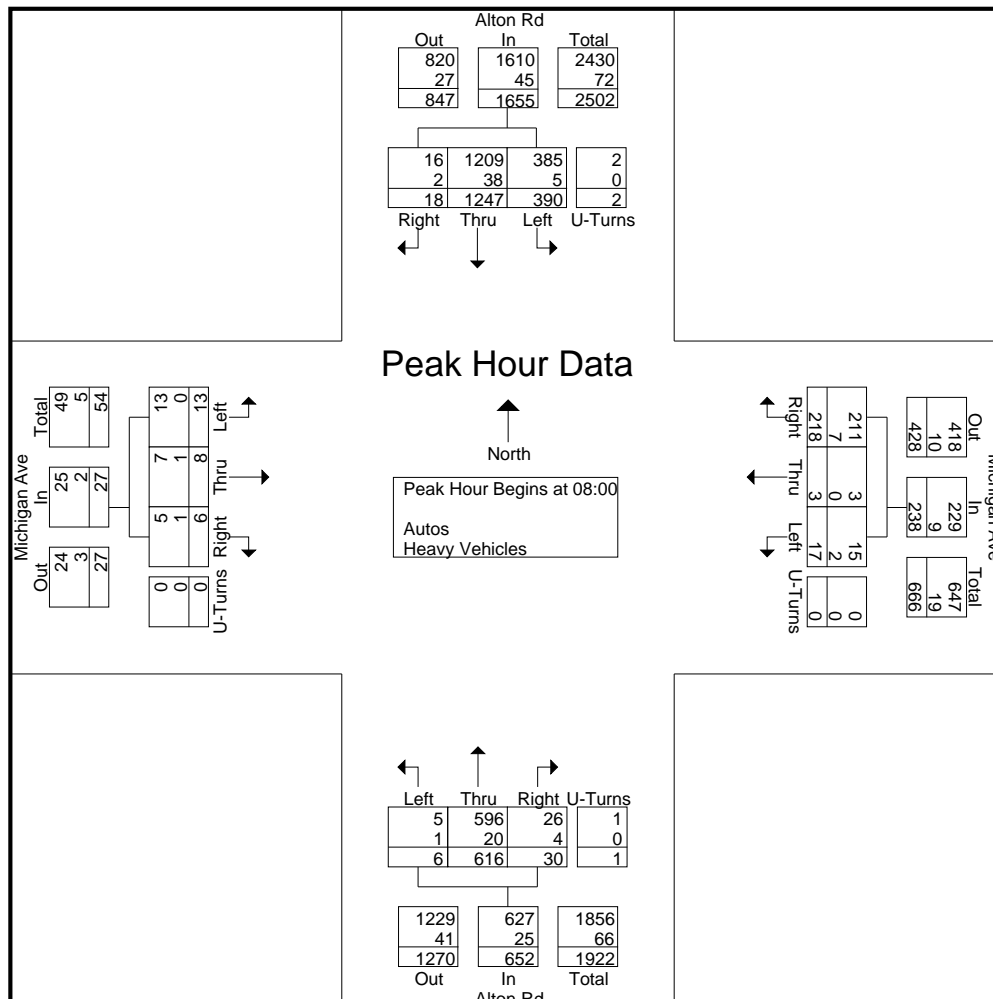 Alton Rd
Out In Total
820 1610 2430
27 45 72
847 1655 2502
16 1209 385 2
2 38 5 0
18 1247 390 2
Right Thru Left U-Turns
Peak Hour Data
North
Peak Hour Begins at 08:00
Autos
Heavy Vehicles
Michigan Ave
Out In Total
24 25 49
3 2 5
27 27 54
13 7 5 0
0 1 1 0
13 8 6 0
Left Thru Right U-Turns
Out In Total
418 229 647
10 9 19
428 238 666
211 3 15 0
7 0 2 0
218 3 17 0
Right Thru Left U-Turns
Michigan Ave
Left Thru Right U-Turns
5 596 26 1
1 20 4 0
6 616 30 1
1229 627 1856
41 25 66
1270 652 1922
Out In Total
Alton Rd